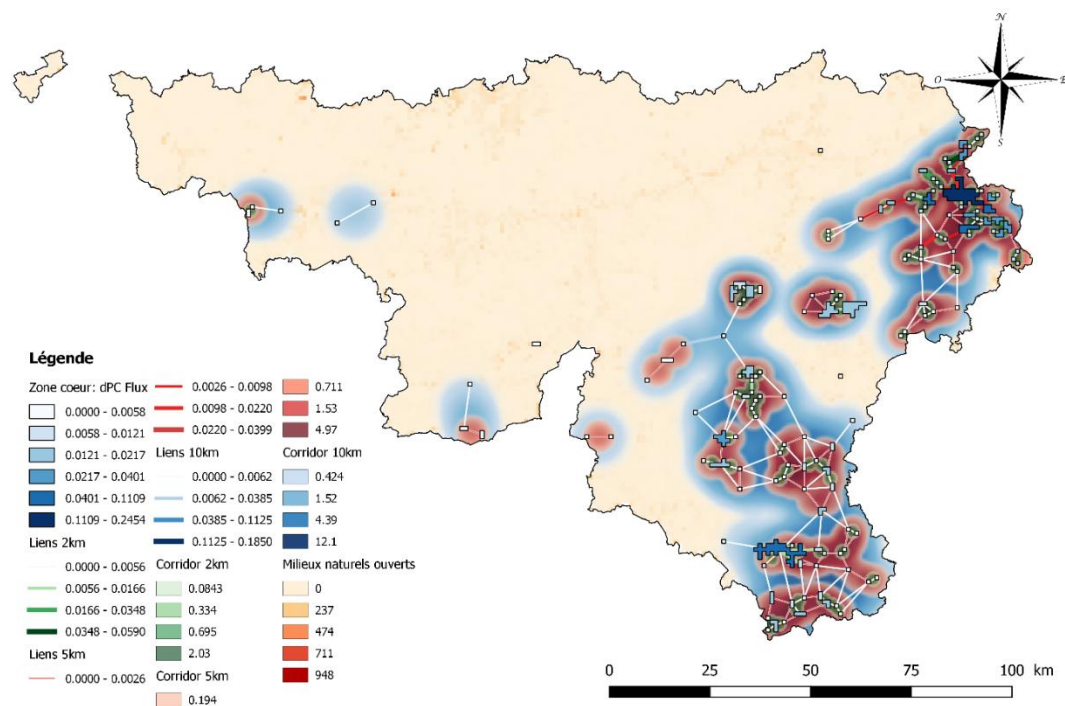 N
O
E
S
Légende
Zone coeur: dPC Flux
0.0000 - 0.0058
0.0058 - 0.0121
0.0121 - 0.0217
0.0217 - 0.0401
0.0401 - 0.1109
0.1109 - 0.2454
Liens 2km
0.0000 - 0.0056
0.0056 - 0.0166
0.0166 - 0.0348
0.0348 - 0.0590
Liens 5km
0.0000 - 0.0026
0.0026 - 0.0098
0.0098 - 0.0220
0.0220 - 0.0399
Liens 10km
0.0000 - 0.0062
0.0062 - 0.0385
0.0385 - 0.1125
0.1125 - 0.1850
Corridor 2km
0.0843
0.334
0.695
2.03
Corridor 5km
0.194
0.711
1.53
4.97
Corridor 10km
0.424
1.52
4.39
12.1
Milieux naturels ouverts
0
237
474
711
948
0 25 50 75 100 km